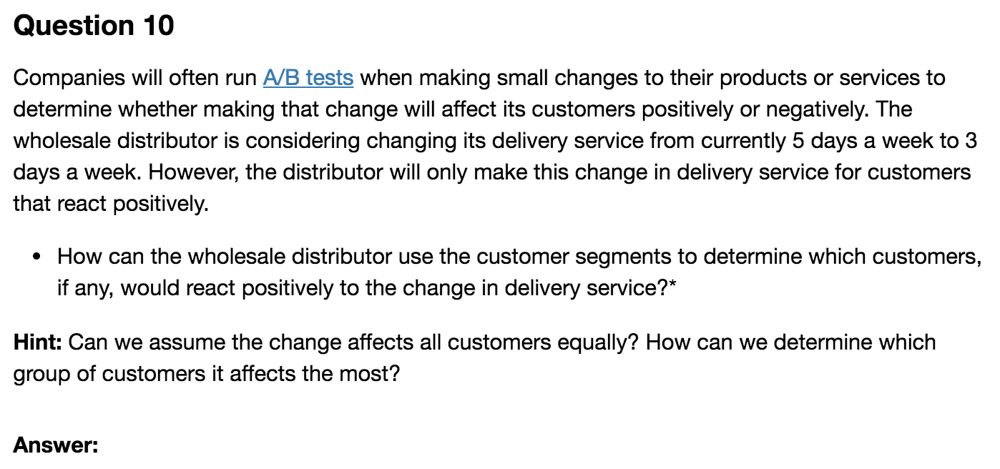 Question 10
Companies will often run A/B tests when making small changes to their products or services to
determine whether making that change will affect its customers positively or negatively. The
wholesale distributor is considering changing its delivery service from currently 5 days a week to 3
days a week. However, the distributor will only make this change in delivery service for customers
that react positively.
• How can the wholesale distributor use the customer segments to determine which customers,
if any, would react positively to the change in delivery service?*
Hint: Can we assume the change affects all customers equally? How can we determine which
group of customers it affects the most?
Answer: